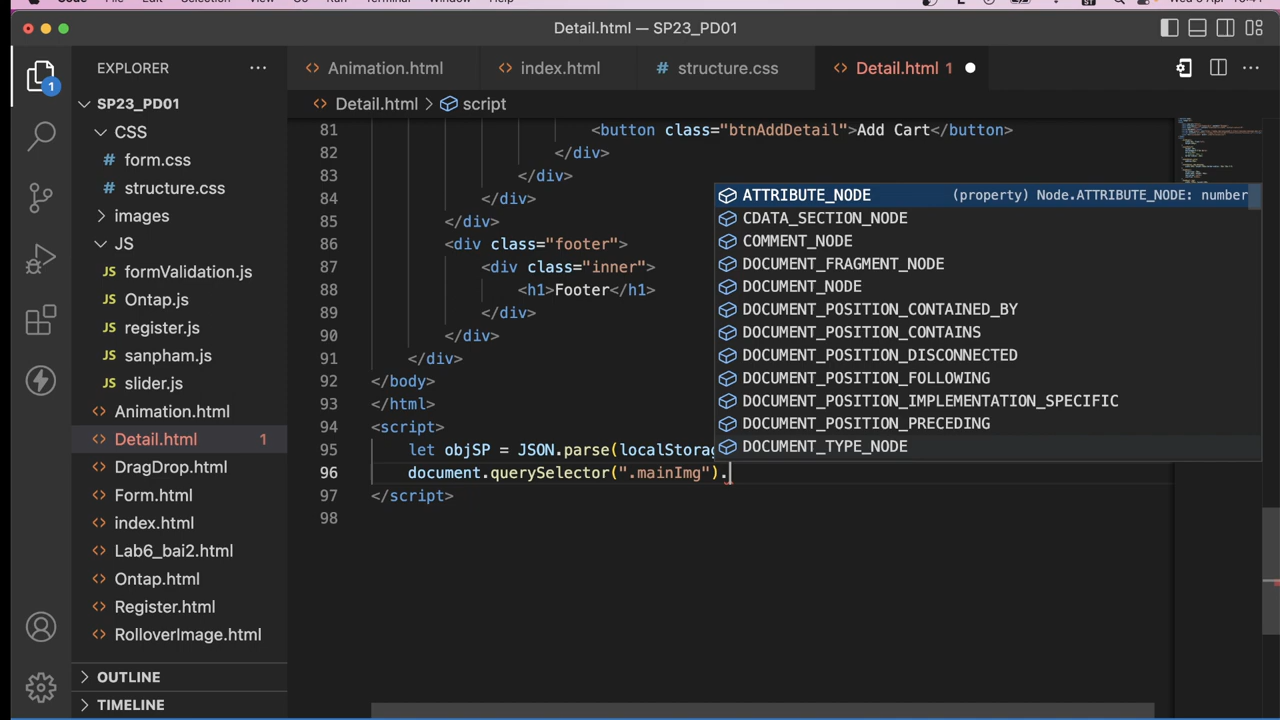 Detail.html — SP23_PD01
EXPLORER
Animation.html
index.html
# structure.css
Detail.html 1
SP23_PD01
Detail.html > script
CSS
# form.css
# structure.css
images
JS
JS formValidation.js
JS Ontap.js
JS register.js
JS sanpham.js
JS slider.js
<> Animation.html
<> Detail.html 1
<> DragDrop.html
<> Form.html
<> index.html
<> Lab6_bai2.html
<> Ontap.html
<> Register.html
<> RolloverImage.html
OUTLINE
TIMELINE
1
81 <button class="btnAddDetail">Add Cart</button>
82 </div>
83 </div>
84 </div>
85 </div>
86 <div class="footer">
87 <div class="inner">
88 <h1>Footer</h1>
89 </div>
90 </div>
91 </div>
92 </body>
93 </html>
94 <script>
95 let objSP = JSON.parse(localStorag
96 document.querySelector(".mainImg").
97 </script>
98
ATTRIBUTE_NODE (property) Node.ATTRIBUTE_NODE: number
CDATA_SECTION_NODE
COMMENT_NODE
DOCUMENT_FRAGMENT_NODE
DOCUMENT_NODE
DOCUMENT_POSITION_CONTAINED_BY
DOCUMENT_POSITION_CONTAINS
DOCUMENT_POSITION_DISCONNECTED
DOCUMENT_POSITION_FOLLOWING
DOCUMENT_POSITION_IMPLEMENTATION_SPECIFIC
DOCUMENT_POSITION_PRECEDING
DOCUMENT_TYPE_NODE